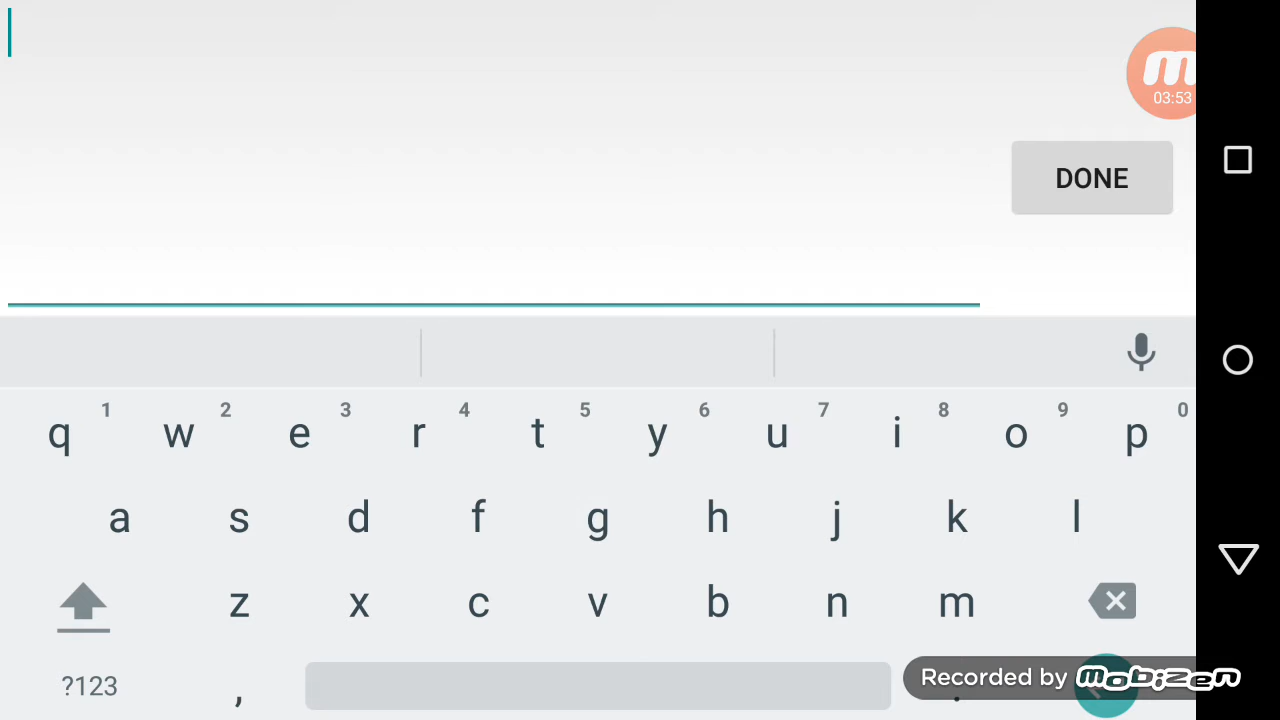 m
03:53
DONE
1 2 3 4 5 6 7 8 9 0
q w e r t y u i o p
a s d f g h j k l
z x c v b n m
?123 , .
Recorded by mobizen